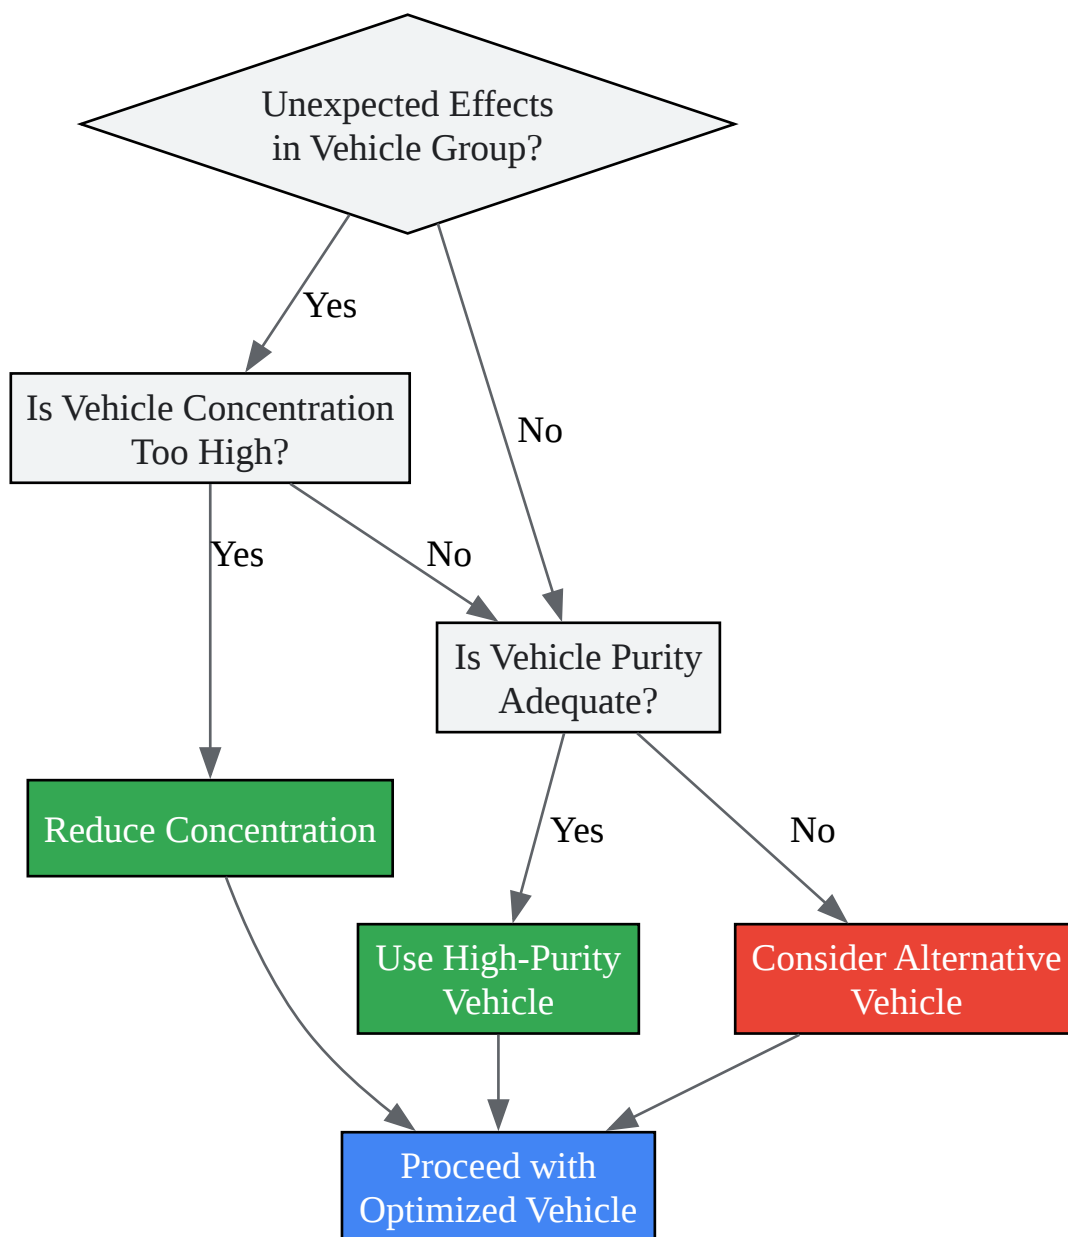 Unexpected Effects
in Vehicle Group?
Yes
Is Vehicle Concentration
Too High?
No
Yes
No
Is Vehicle Purity
Adequate?
Reduce Concentration
Yes
No
Use High-Purity
Vehicle
Consider Alternative
Vehicle
Proceed with
Optimized Vehicle